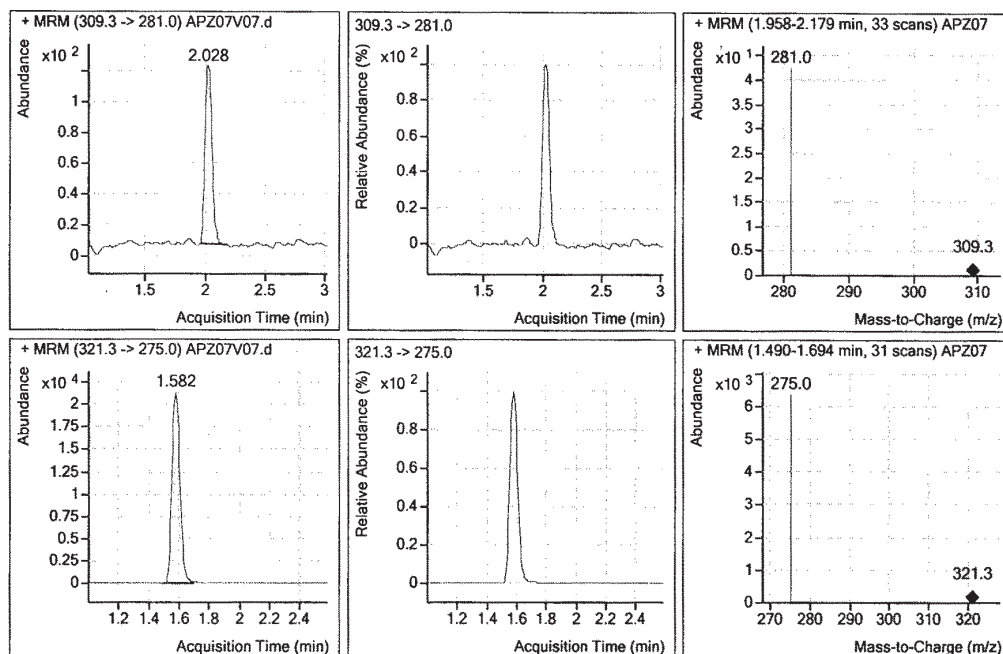 + MRM (309.3 -> 281.0) APZ07V07.d
x10 2
2.028
Abundance
1
0.8
0.6
0.4
0.2
0
1.5 2 2.5 3
Acquisition Time (min)
309.3 -> 281.0
x10 2
Relative Abundance (%)
1
0.8
0.6
0.4
0.2
0
1.5 2 2.5 3
Acquisition Time (min)
+ MRM (1.958-2.179 min, 33 scans) APZ07
x10 1
281.0
Abundance
4
3.5
4
2.5
2
1.5
1
0.5
0
309.3
280 290 300 310
Mass-to-Charge (m/z)
+ MRM (321.3 -> 275.0) APZ07V07.d
x10 4
1.582
Abundance
2
1.75
1.5
1.25
1
0.75
0.5
0.25
0
1.2 1.4 1.6 1.8 2 2.2 2.4
Acquisition Time (min)
321.3 -> 275.0
x10 2
Relative Abundance (%)
1
0.8
0.6
0.4
0.2
0
1.2 1.4 1.6 1.8 2 2.2 2.4
Acquisition Time (min)
+ MRM (1.490-1.694 min, 31 scans) APZ07
x10 3
275.0
Abundance
6
5
4
3
2
1
0
321.3
270 280 290 300 310 320
Mass-to-Charge (m/z)